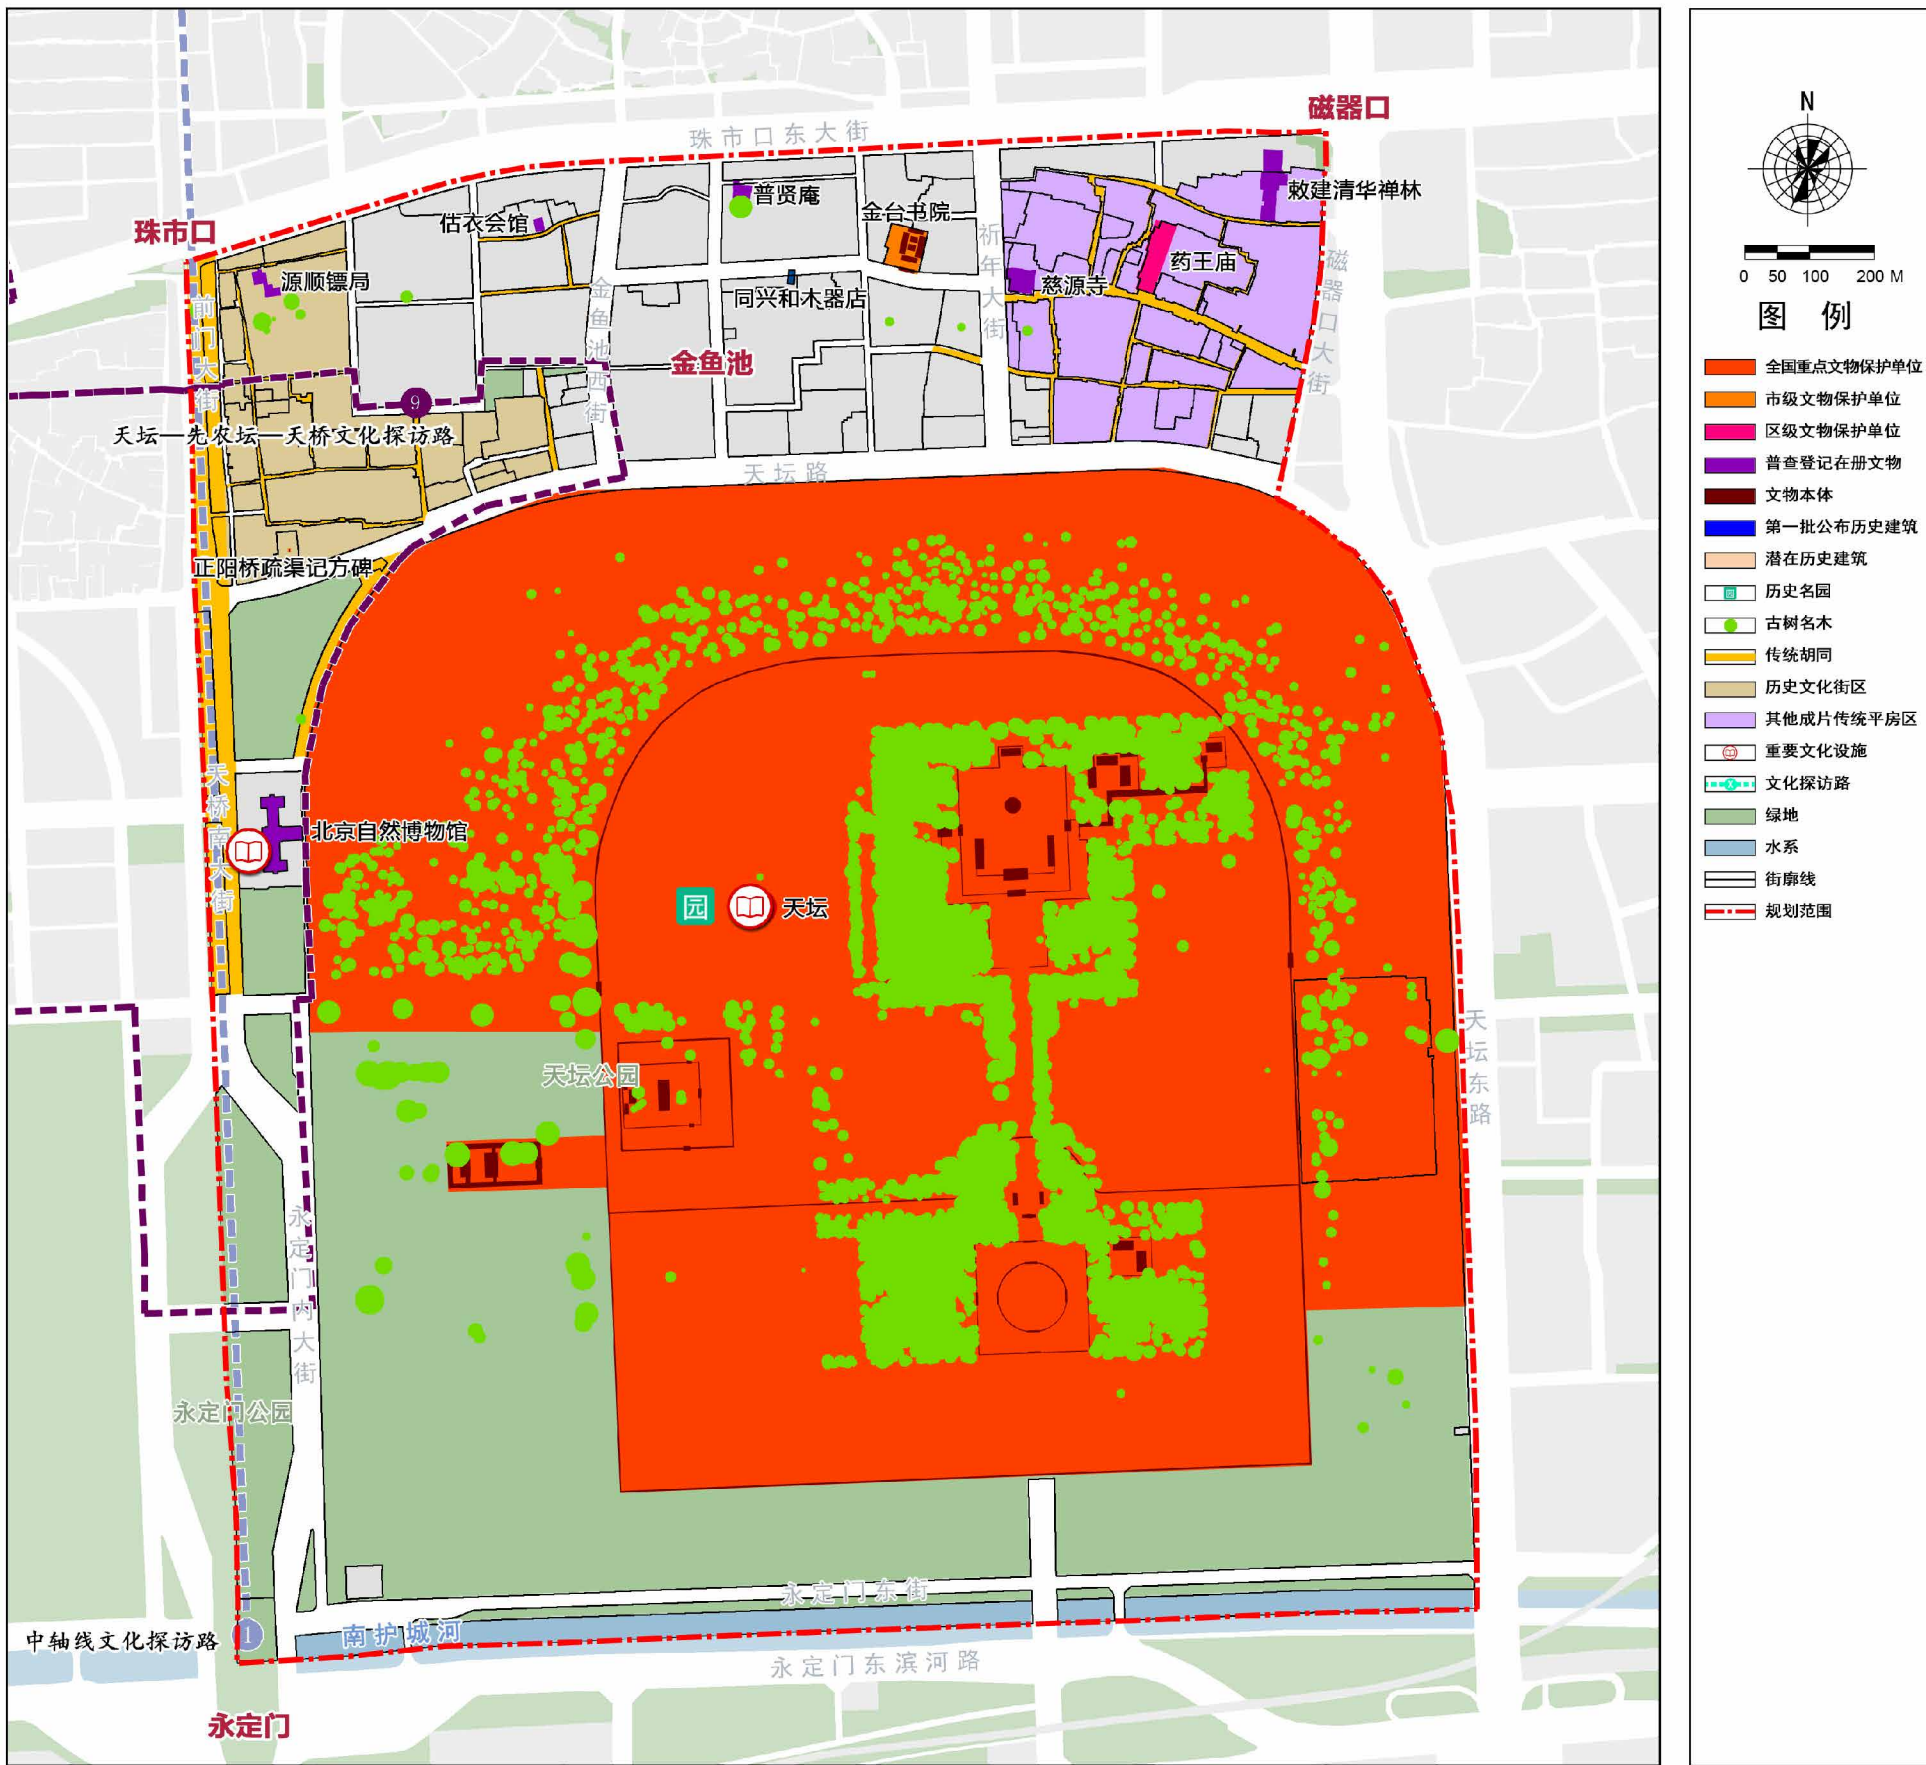 磁器口
珠市口东大街
珠市口
估衣会馆
普贤庵
金台书院
敕建清华禅林
源顺镖局
同兴和木器店
慈源寺
药王庙
前门大街
金鱼池西街
祈年大街
磁器口大街
金鱼池
9
天坛—先农坛—天桥文化探访路
天坛路
正阳桥疏渠记方碑
天桥南大街
北京自然博物馆
园
天坛
天坛公园
天坛东路
永定门内大街
永定门公园
永定门东街
1
中轴线文化探访路
南护城河
永定门东滨河路
永定门
N
0 50 100 200 M
图 例
全国重点文物保护单位
市级文物保护单位
区级文物保护单位
普查登记在册文物
文物本体
第一批公布历史建筑
潜在历史建筑
园 历史名园
古树名木
传统胡同
历史文化街区
其他成片传统平房区
重要文化设施
X 文化探访路
绿地
水系
街廓线
规划范围